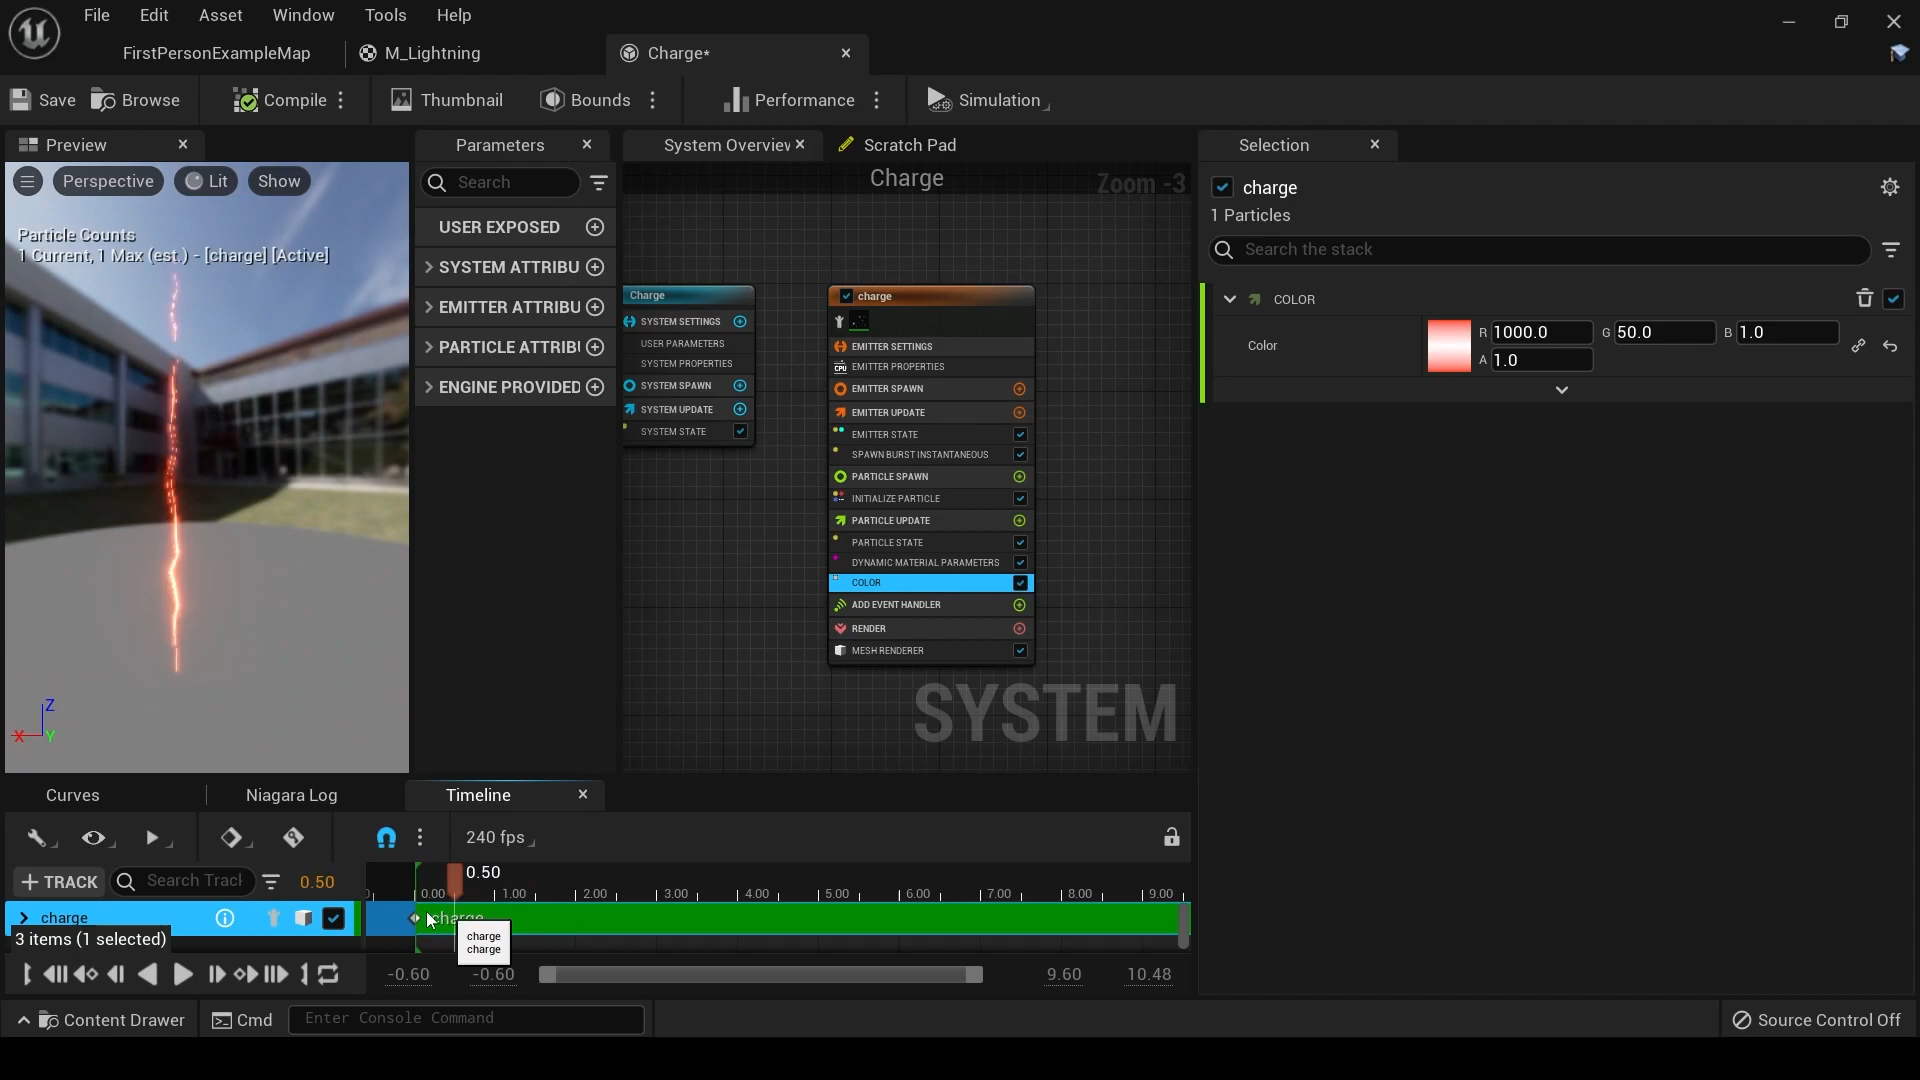 File Edit Asset Window Tools Help
FirstPersonExampleMap M_Lightning Charge*
Save Browse Compile Thumbnail Bounds Performance Simulation
Preview Parameters System Overview Scratch Pad Selection
Perspective Lit Show
Particle Counts
1 Current, 1 Max (est.) - [charge] [Active]
Z
X Y
Search
USER EXPOSED
SYSTEM ATTRIBU
EMITTER ATTRIBU
PARTICLE ATTRIB
ENGINE PROVIDED
Charge
Zoom -3
Charge
SYSTEM SETTINGS
USER PARAMETERS
SYSTEM PROPERTIES
SYSTEM SPAWN
SYSTEM UPDATE
SYSTEM STATE
charge
EMITTER SETTINGS
CPU EMITTER PROPERTIES
EMITTER SPAWN
EMITTER UPDATE
EMITTER STATE
SPAWN BURST INSTANTANEOUS
PARTICLE SPAWN
INITIALIZE PARTICLE
PARTICLE UPDATE
PARTICLE STATE
DYNAMIC MATERIAL PARAMETERS
COLOR
ADD EVENT HANDLER
RENDER
MESH RENDERER
SYSTEM
charge
1 Particles
Search the stack
COLOR
Color R 1000.0 G 50.0 B 1.0
A 1.0
Curves Niagara Log Timeline
240 fps
0.50
+ TRACK Search Track 0.50 0.00 1.00 2.00 3.00 4.00 5.00 6.00 7.00 8.00 9.00
charge charge
charge
charge
3 items (1 selected)
-0.60 -0.60 9.60 10.48
Content Drawer Cmd Enter Console Command Source Control Off